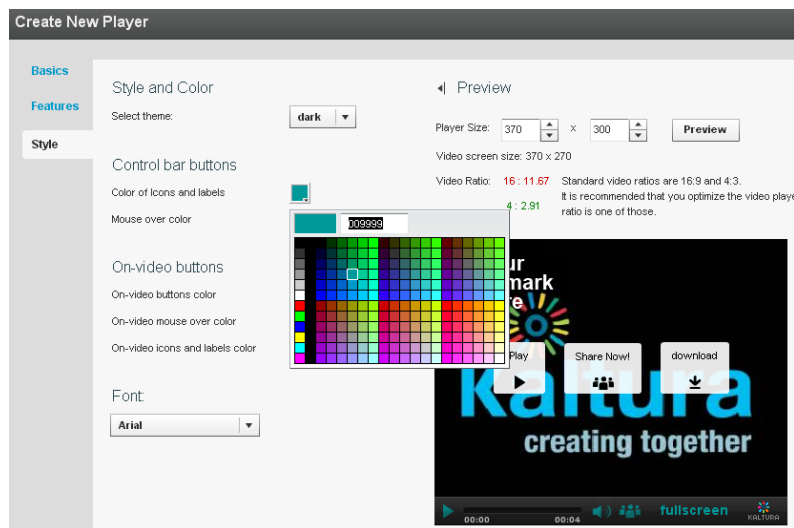 Create New Player
Basics
Features
Style
Style and Color
Select theme:
dark
Control bar buttons
Color of Icons and labels
Mouse over color
009999
On-video buttons
On-video buttons color
On-video mouse over color
On-video icons and labels color
Font:
Arial
Preview
Player Size:
370
x
300
Preview
Video screen size: 370 x 270
Video Ratio:
16 : 11.67
4 : 2.91
Standard video ratios are 16:9 and 4:3.
It is recommended that you optimize the video playe
ratio is one of those.
ur
mark
re
Play
Share Now!
download
Kaltura
creating together
00:00
00:04
fullscreen
KALTURA